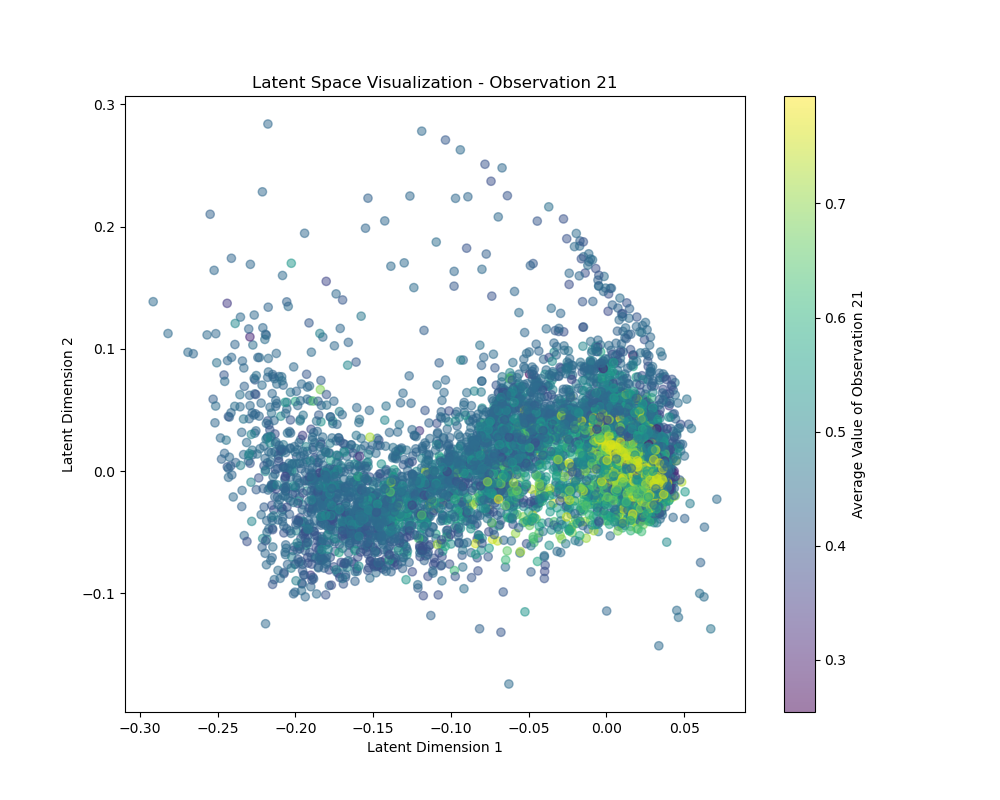 Latent Space Visualization - Observation 21
0.3
0.2
0.1
0.0
−0.1
Latent Dimension 2
−0.30 −0.25 −0.20 −0.15 −0.10 −0.05 0.00 0.05
Latent Dimension 1
0.7
0.6
0.5
0.4
0.3
Average Value of Observation 21